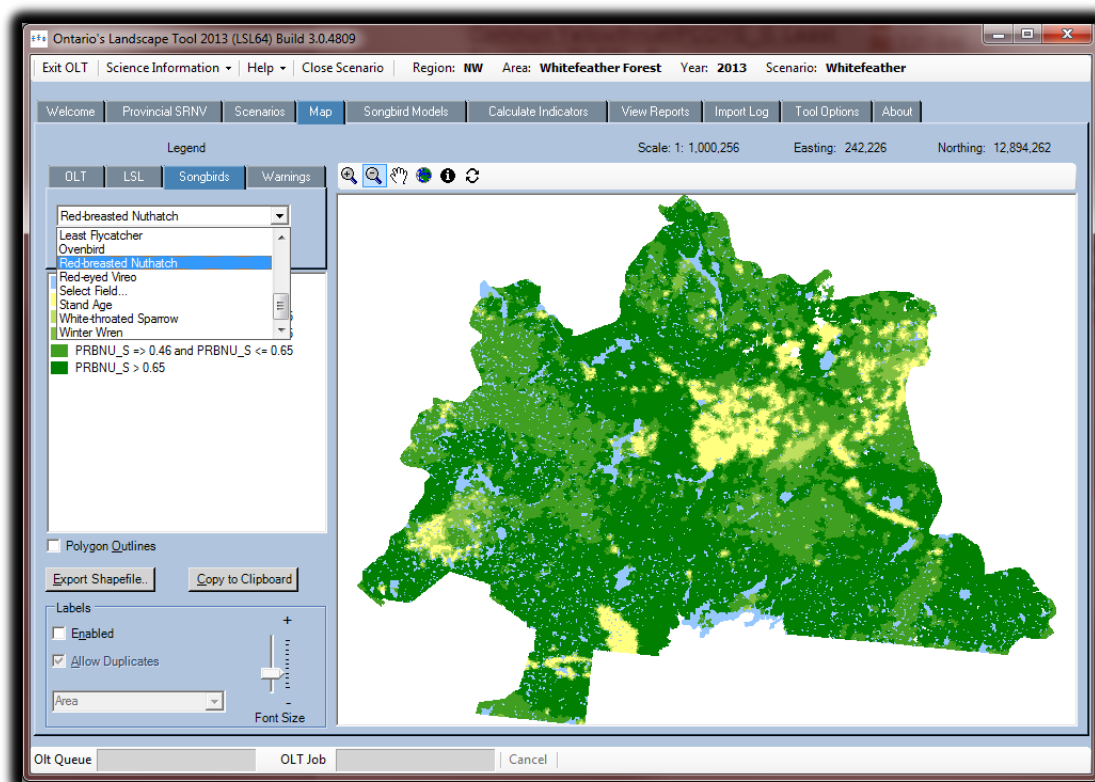 Ontario's Landscape Tool 2013 (LSL64) Build 3.0.4809
Exit OLT Science Information Help Close Scenario Region: NW Area: Whitefeather Forest Year: 2013 Scenario: Whitefeather
Welcome Provincial SRNV Scenarios Map Songbird Models Calculate Indicators View Reports Import Log Tool Options About
Legend Scale: 1: 1,000,256 Easting: 242,226 Northing: 12,894,262
OLT LSL Songbirds Warnings
Red-breasted Nuthatch
Least Flycatcher
Ovenbird
Red-breasted Nuthatch
Red-eyed Vireo
Select Field...
Stand Age
White-throated Sparrow
Winter Wren
PRBNU_S => 0.46 and PRBNU_S <= 0.65
PRBNU_S > 0.65
Polygon Outlines
Export Shapefile.. Copy to Clipboard
Labels
+
Enabled
Allow Duplicates
Area
-
Font Size
Olt Queue OLT Job Cancel